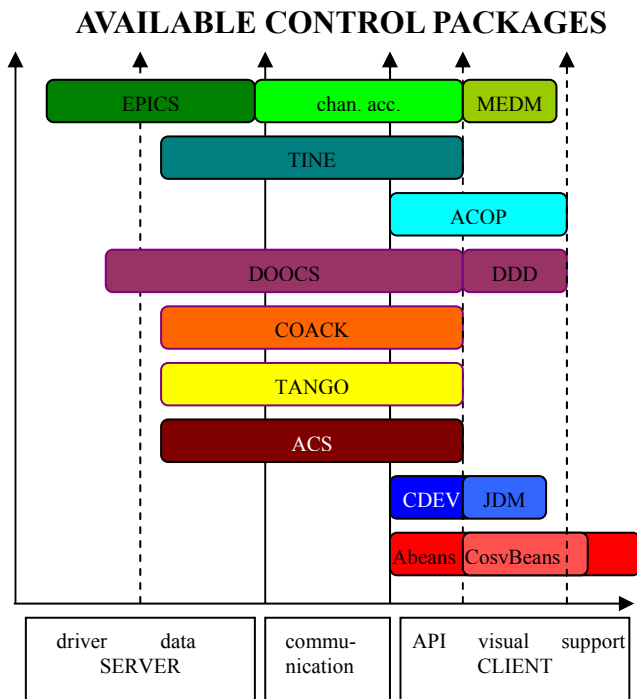 AVAILABLE CONTROL PACKAGES
EPICS chan. acc. MEDM
TINE
ACOP
DOOCS DDD
COACK
TANGO
ACS
CDEV JDM
Abeans CosvBeans
driver data commu- API visual support
SERVER nication CLIENT